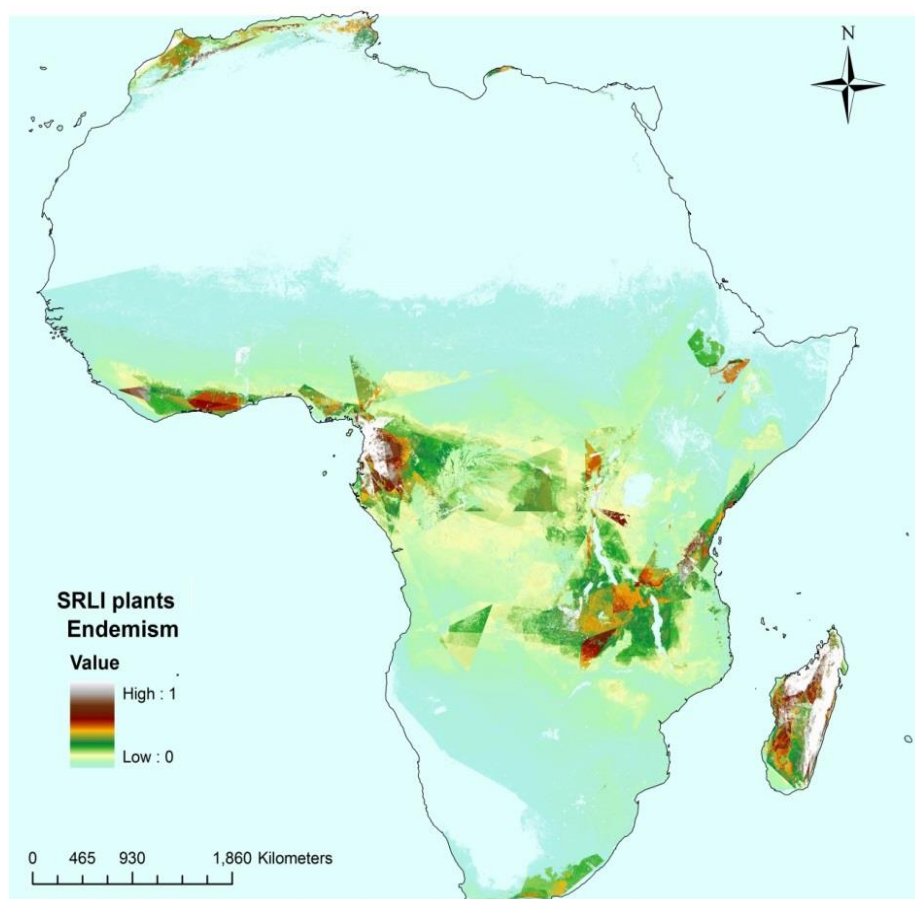 N
SRLI plants
Endemism
Value
High : 1
Low : 0
0 465 930 1,860 Kilometers